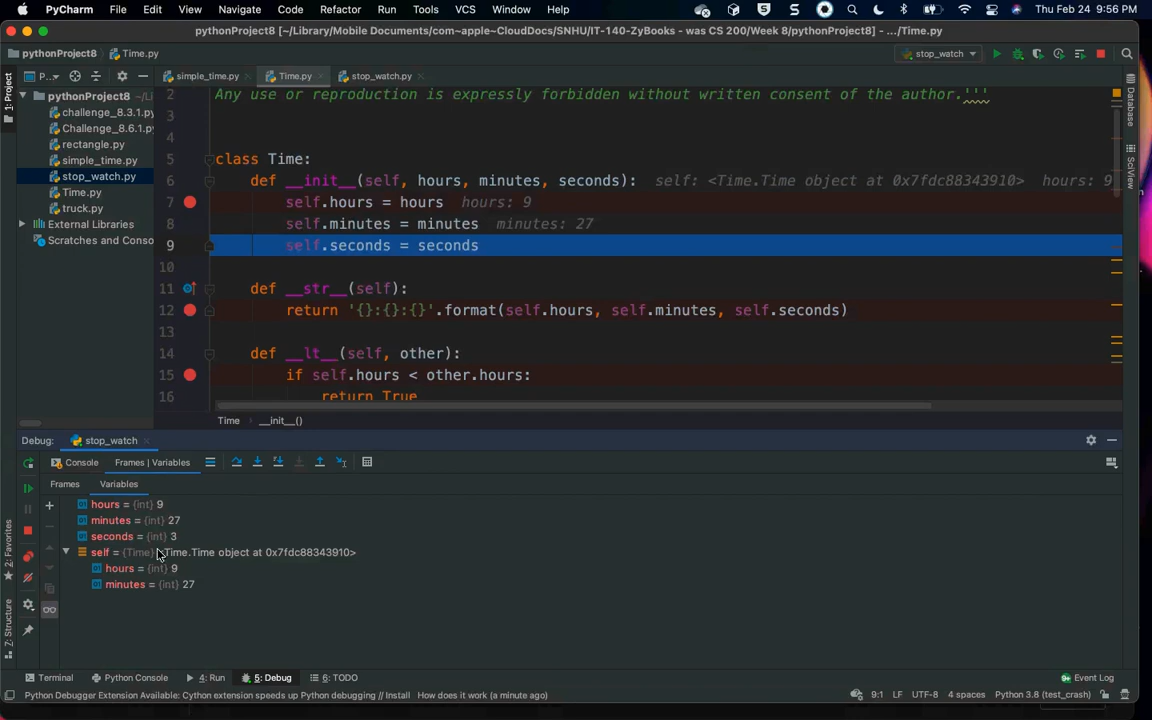 PyCharm File Edit View Navigate Code Refactor Run Tools VCS Window Help Thu Feb 24 9:56 PM
pythonProject8 – ~/Library/Mobile Documents/com~apple~CloudDocs/SNHU/IT-140-ZyBooks - was CS 200/Week 8/pythonProject8] – .../Time.py
pythonProject8 Time.py stop_watch
P... simple_time.py Time.py stop_watch.py
1: Project
Database
SciView
pythonProject8 ~/Li
challenge_8.3.1.py
Challenge_8.6.1.py
rectangle.py
simple_time.py
stop_watch.py
Time.py
truck.py
External Libraries
Scratches and Conso
2 Any use or reproduction is expressly forbidden without written consent of the author.'''
3
4
5 class Time:
6 def __init__(self, hours, minutes, seconds): self: <Time.Time object at 0x7fdc88343910> hours: 9
7 self.hours = hours hours: 9
8 self.minutes = minutes minutes: 27
9 self.seconds = seconds
10
11 def __str__(self):
12 return '{}:{}:{}'.format(self.hours, self.minutes, self.seconds)
13
14 def __lt__(self, other):
15 if self.hours < other.hours:
16 return True
Time › __init__()
Debug: stop_watch
Console Frames | Variables
Frames Variables
hours = {int} 9
minutes = {int} 27
seconds = {int} 3
self = {Time} <Time.Time object at 0x7fdc88343910>
hours = {int} 9
minutes = {int} 27
2: Favorites
Z: Structure
Terminal Python Console 4: Run 5: Debug 6: TODO Event Log
Python Debugger Extension Available: Cython extension speeds up Python debugging // Install How does it work (a minute ago) 9:1 LF UTF-8 4 spaces Python 3.8 (test_crash)